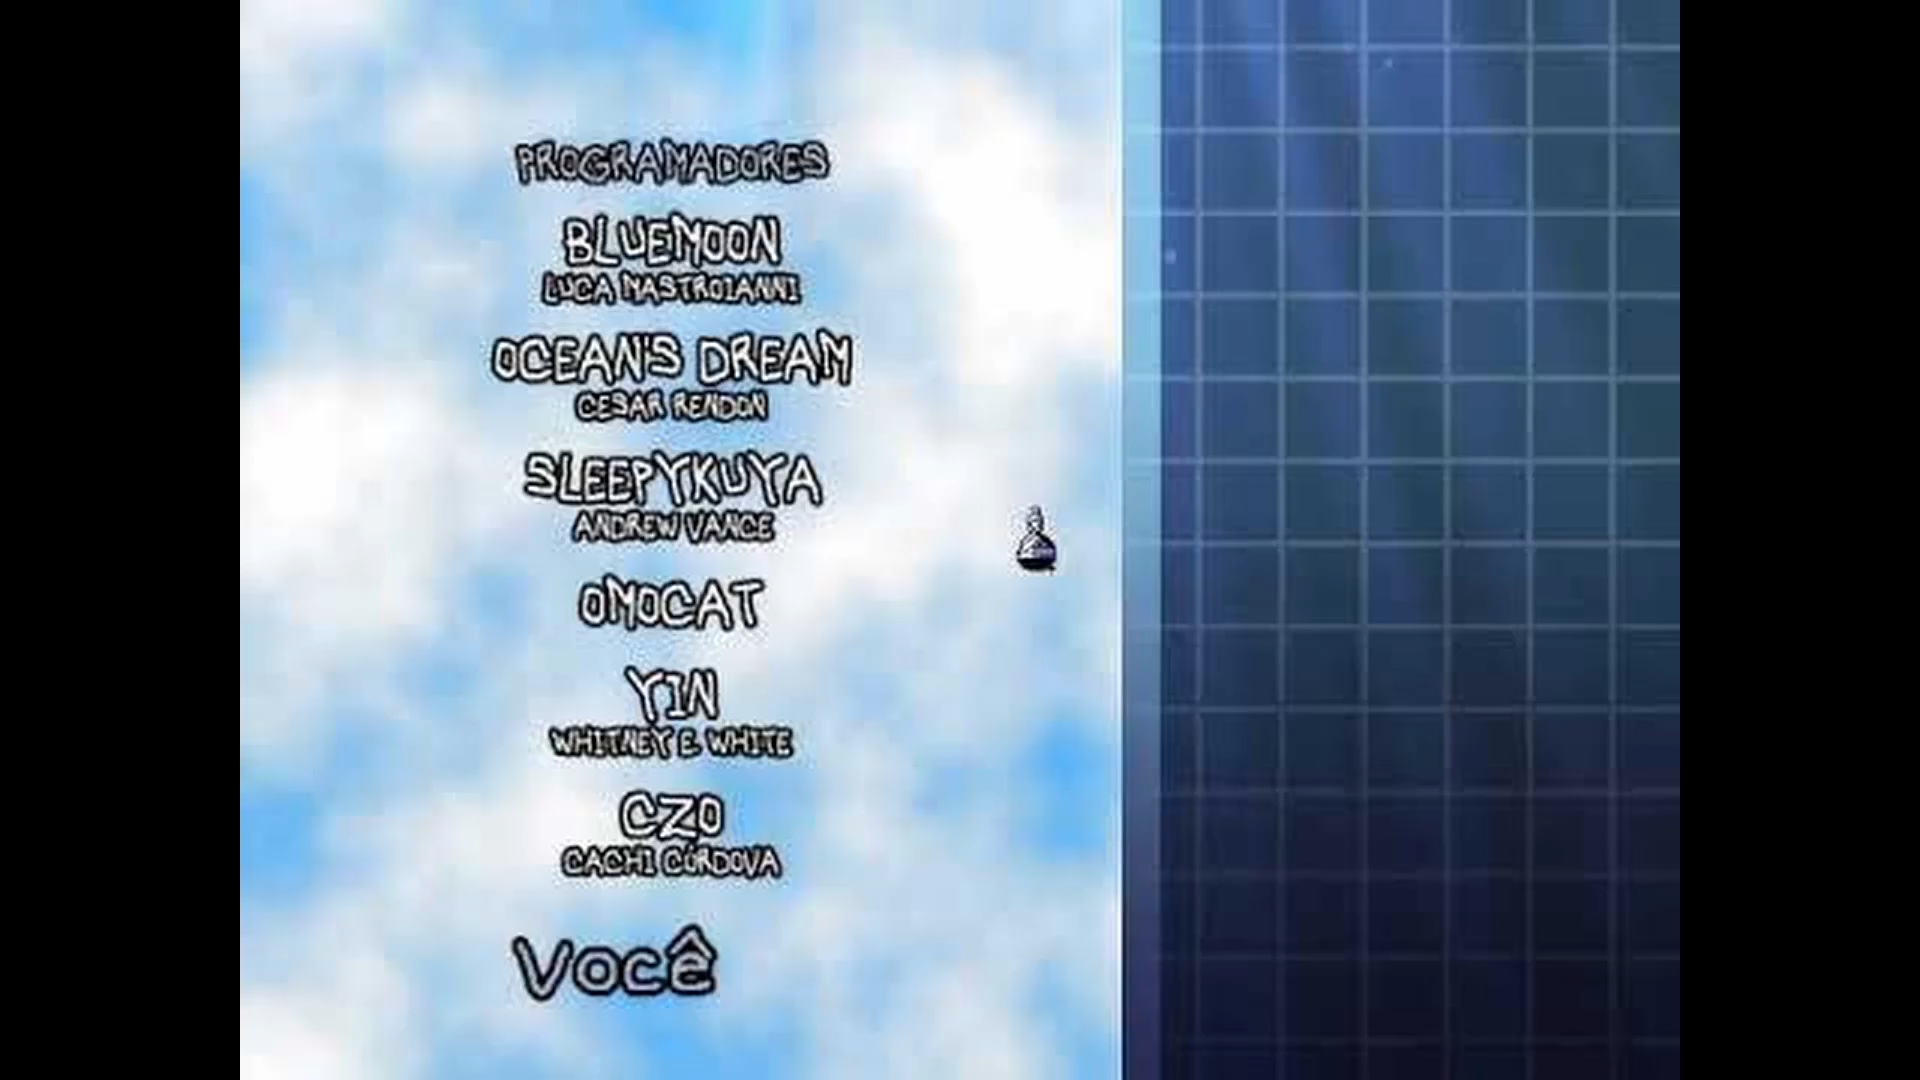 PROGRAMADORES
BLUEMOON
LUCA MASTROIANNI
OCEAN'S DREAM
CESAR RENDON
SLEEPYKUYA
ANDREW VANCE
OMOCAT
YIN
WHITNEY E. WHITE
CZO
CACHI CÓRDOVA
Você